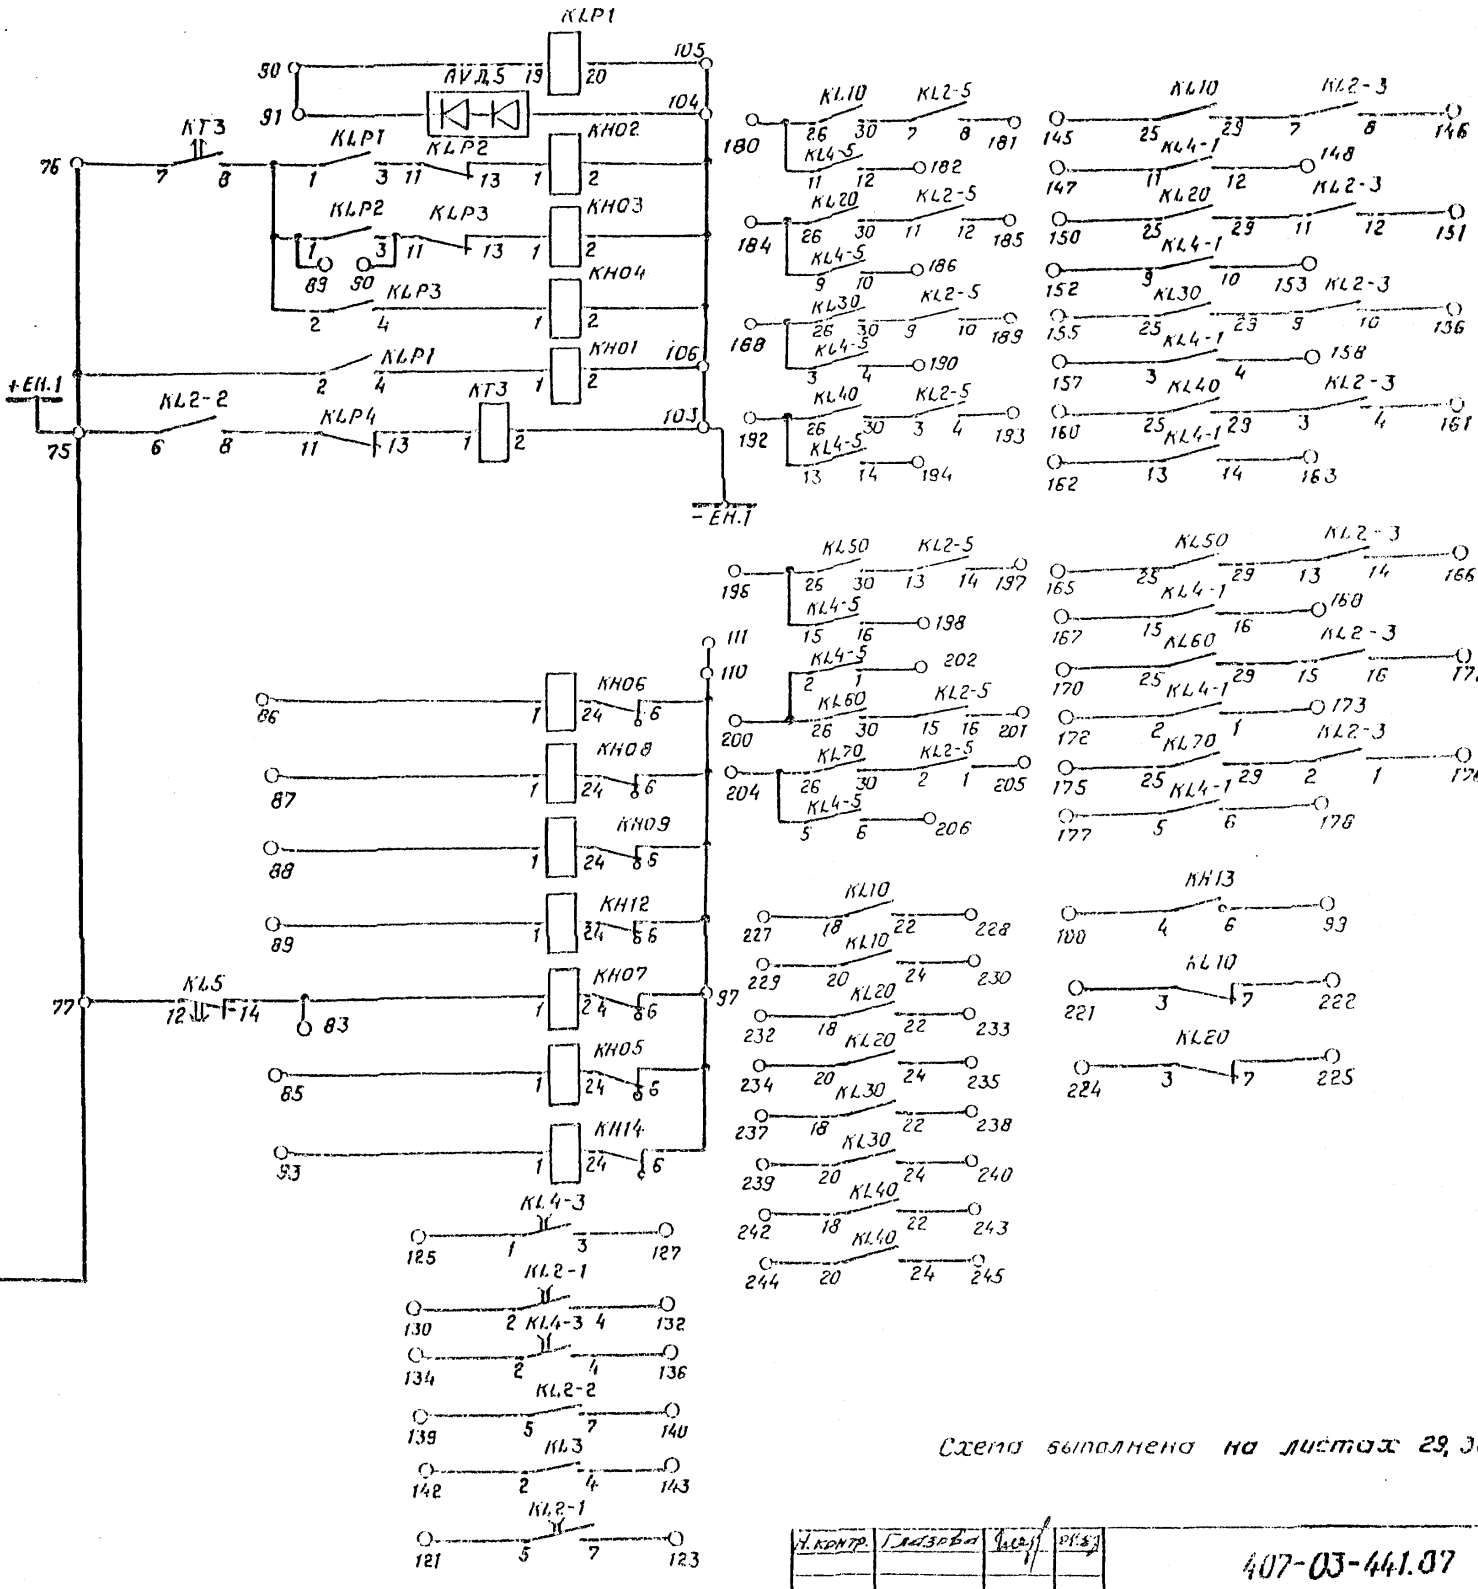 KLP1
90 19 20 105
91 104
KT3 KLP1 KLP2 KH02
76 7 8 1 3 11 13 1 2
KLP2 KLP3 KH03
1 3 11 13 1 2
89 90
KLP3 KH04
2 4 1 2
KLP1 KH01 106
2 4 1 2
+EH.1
KL2-2 KLP4 KT3 103
75 6 8 11 13 1 2
-EH.1
111
110
KH06
86 1 24 6
KH08
87 1 24 6
KH09
88 1 24 6
KH12
89 1 24 6
KL5 KH07
77 12 14 83 1 24 6 97
KH05
85 1 24 6
KH14
93 1 24 6
KL4-3
125 1 3 127
KL2-1
130 2 4 132
KL4-3
134 2 4 136
KL2-2
139 5 7 140
KL3
142 2 4 143
KL2-1
121 5 7 123
KL10 KL2-5
180 26 30 7 8 181
KL4-5
11 12 182
KL20 KL2-5
184 26 30 11 12 185
KL4-5
9 10 186
KL30 KL2-5
168 26 30 9 10 189
KL4-5
3 4 190
KL40 KL2-5
192 26 30 3 4 193
KL4-5
13 14 194
KL50 KL2-5
196 26 30 13 14 197
KL4-5
15 16 198
KL4-5
2 1 202
KL60 KL2-5
200 26 30 15 16 201
KL70 KL2-5
204 26 30 2 1 205
KL4-5
5 6 206
KL10
227 18 22 228
KL10
229 20 24 230
KL20
232 18 22 233
KL20
234 20 24 235
KL30
237 18 22 238
KL30
239 20 24 240
KL40
242 18 22 243
KL40
244 20 24 245
KL10 KL2-3
145 25 29 7 8 146
KL4-1
147 11 12 148
KL20 KL2-3
150 25 29 11 12 151
KL4-1
152 9 10 153
KL30 KL2-3
155 25 29 9 10 156
KL4-1
157 3 4 158
KL40 KL2-3
160 25 29 3 4 161
KL4-1
162 13 14 163
KL50 KL2-3
165 25 29 13 14 166
KL4-1
167 15 16 168
KL60 KL2-3
170 25 29 15 16
KL4-1
172 2 1 173
KL70 KL2-3
175 25 29 2 1
KL4-1
177 5 6 178
KH13
100 4 6 99
KL10
221 3 7 222
KL20
224 3 7 225
Схема выполнена на листах 29,
Н.контр. Глазова
407-03-441.87